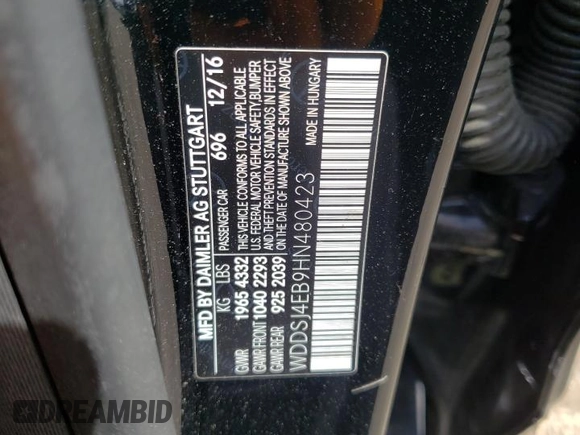 MFD BY DAIMLER AG STUTTGART
PASSENGER CAR 696 12/16
KG LBS
GVWR 1965 4332
GAWR FRONT 1040 2293
GAWR REAR 925 2039
THIS VEHICLE CONFORMS TO ALL APPLICABLE
U.S. FEDERAL MOTOR VEHICLE SAFETY, BUMPER
AND THEFT PREVENTION STANDARDS IN EFFECT
ON THE DATE OF MANUFACTURE SHOWN ABOVE
WDDSJ4EB9HN480423
MADE IN HUNGARY
DREAMBID